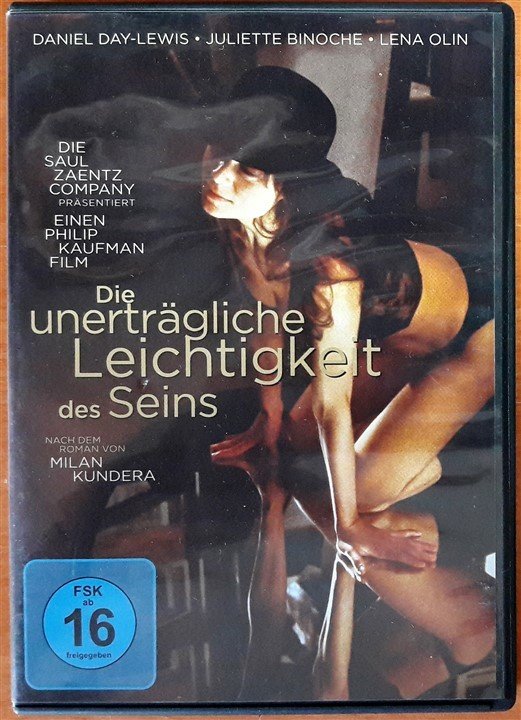 DANIEL DAY-LEWIS • JULIETTE BINOCHE • LENA OLIN
DIE
SAUL
ZAENTZ
COMPANY
PRÄSENTIERT
EINEN
PHILIP
KAUFMAN
FILM
Die
unerträgliche
Leichtigkeit
des Seins
NACH DEM
ROMAN VON
MILAN
KUNDERA
FSK
ab
16
freigegeben